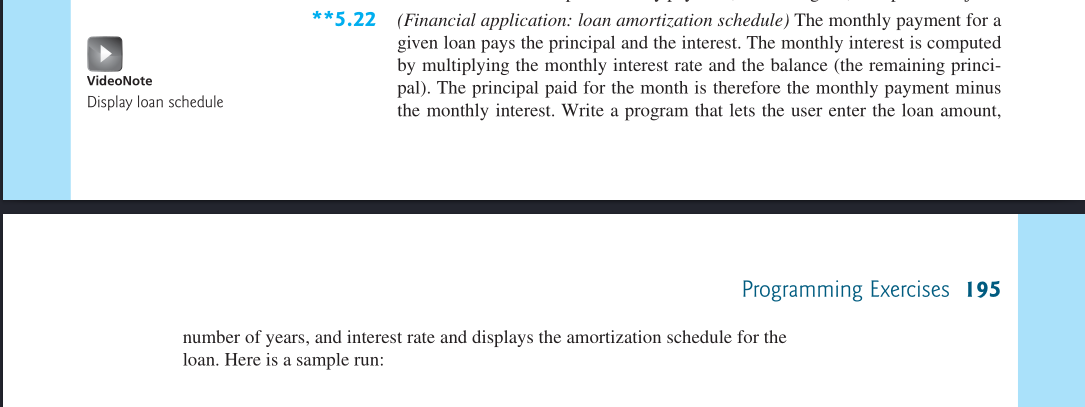 **5.22 (Financial application: loan amortization schedule) The monthly payment for a
given loan pays the principal and the interest. The monthly interest is computed
by multiplying the monthly interest rate and the balance (the remaining princi-
pal). The principal paid for the month is therefore the monthly payment minus
the monthly interest. Write a program that lets the user enter the loan amount,
VideoNote
Display loan schedule
Programming Exercises 195
number of years, and interest rate and displays the amortization schedule for the
loan. Here is a sample run: